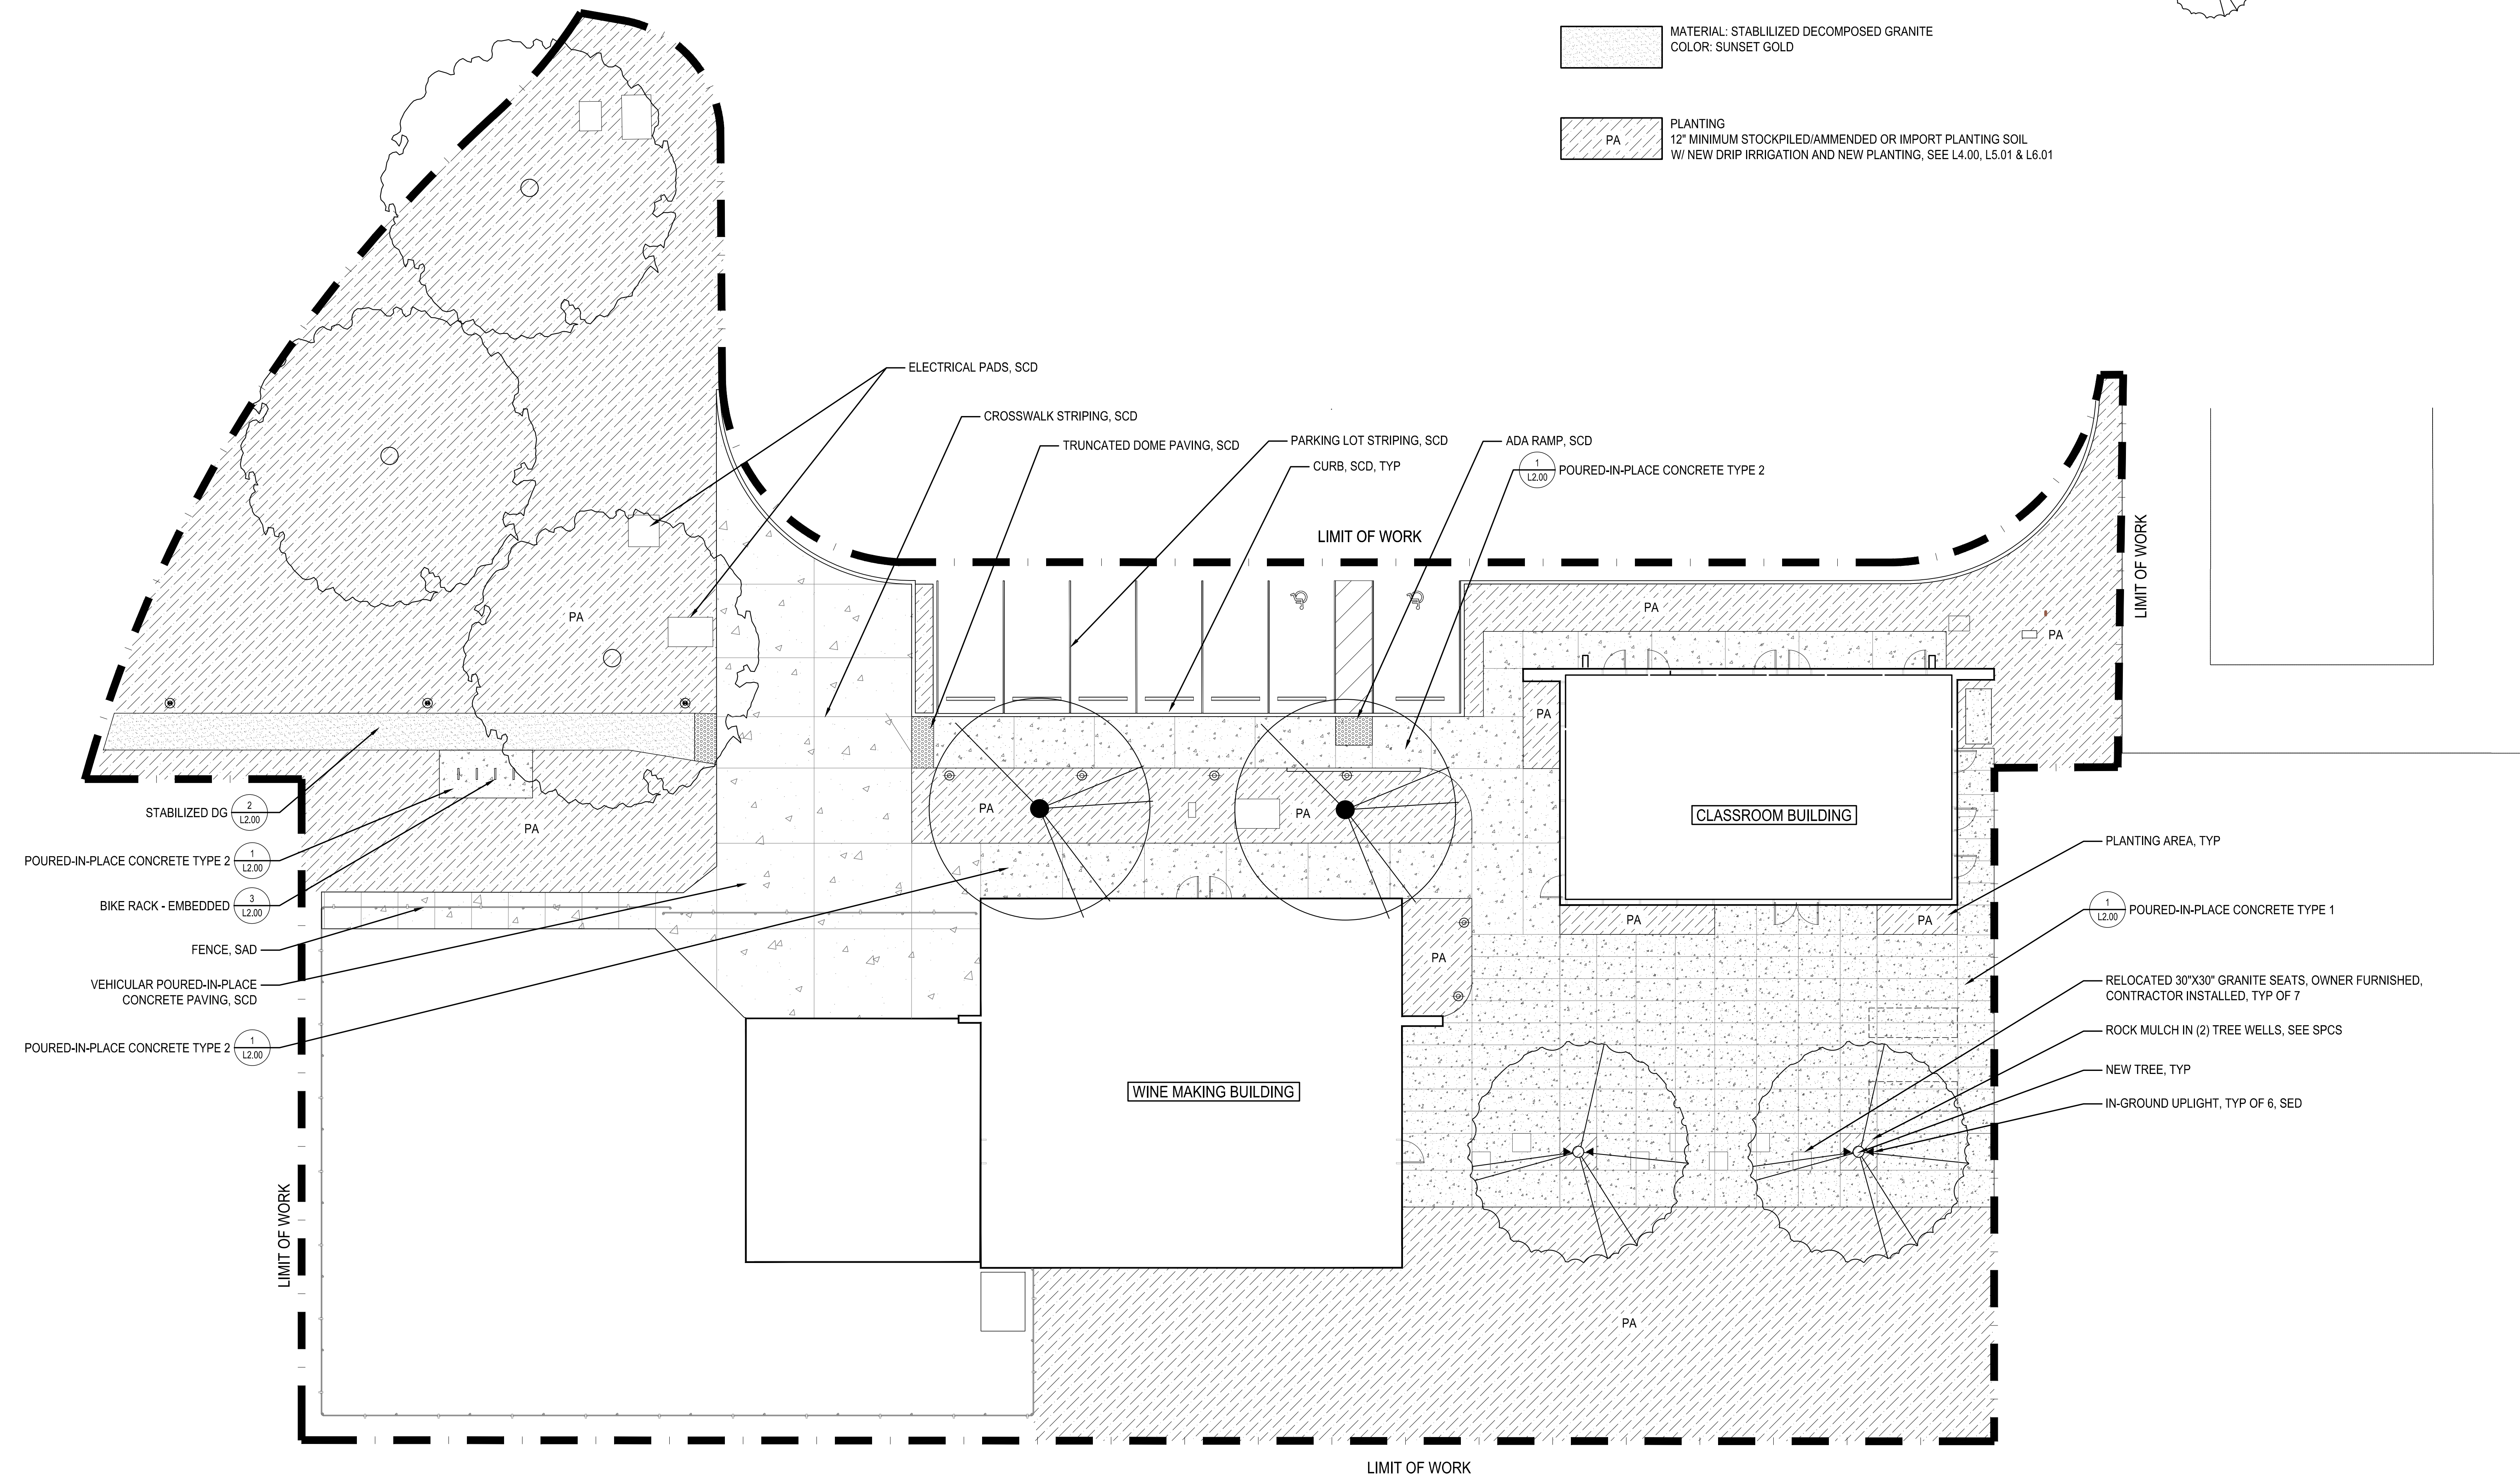 MATERIAL: STABLILIZED DECOMPOSED GRANITE
COLOR: SUNSET GOLD
PA
PLANTING
12" MINIMUM STOCKPILED/AMMENDED OR IMPORT PLANTING SOIL
W/ NEW DRIP IRRIGATION AND NEW PLANTING, SEE L4.00, L5.01 & L6.01
ELECTRICAL PADS, SCD
CROSSWALK STRIPING, SCD
TRUNCATED DOME PAVING, SCD
PARKING LOT STRIPING, SCD
CURB, SCD, TYP
ADA RAMP, SCD
1
L2.00
POURED-IN-PLACE CONCRETE TYPE 2
LIMIT OF WORK
LIMIT OF WORK
PA
PA
PA
PA
PA
PA
PA
PA
PA
PA
PA
PA
CLASSROOM BUILDING
WINE MAKING BUILDING
STABILIZED DG
2
L2.00
POURED-IN-PLACE CONCRETE TYPE 2
1
L2.00
BIKE RACK - EMBEDDED
3
L2.00
FENCE, SAD
VEHICULAR POURED-IN-PLACE
CONCRETE PAVING, SCD
POURED-IN-PLACE CONCRETE TYPE 2
1
L2.00
PLANTING AREA, TYP
1
L2.00
POURED-IN-PLACE CONCRETE TYPE 1
RELOCATED 30"X30" GRANITE SEATS, OWNER FURNISHED,
CONTRACTOR INSTALLED, TYP OF 7
ROCK MULCH IN (2) TREE WELLS, SEE SPCS
NEW TREE, TYP
IN-GROUND UPLIGHT, TYP OF 6, SED
LIMIT OF WORK
LIMIT OF WORK